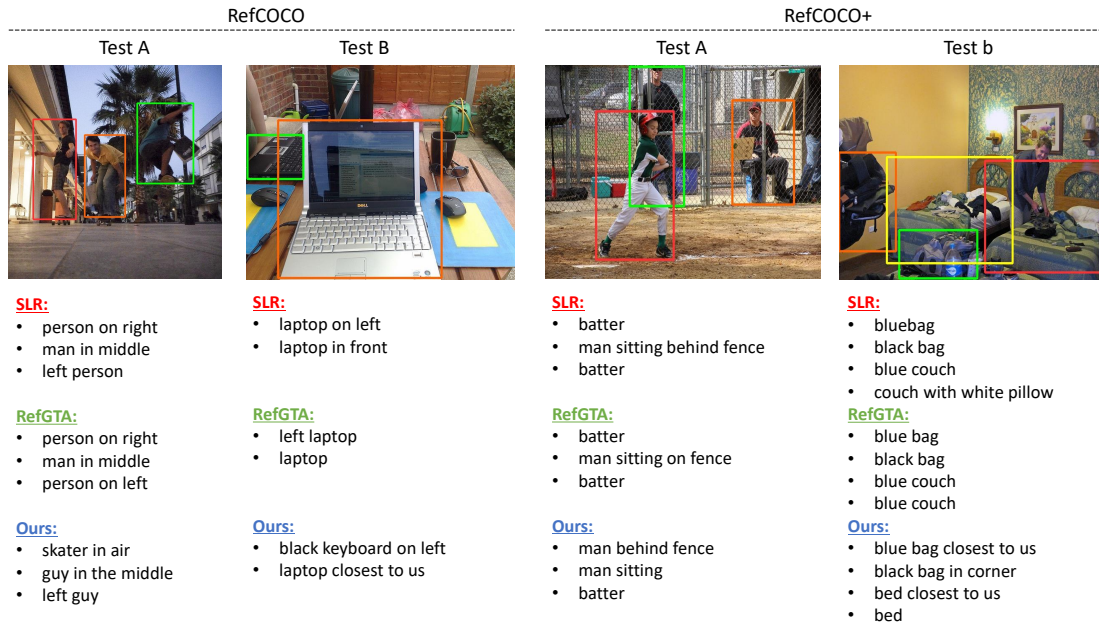 RefCOCO
RefCOCO+
Test A
Test B
Test A
Test b
DELL
SLR:
• person on right
• man in middle
• left person
RefGTA:
• person on right
• man in middle
• person on left
Ours:
• skater in air
• guy in the middle
• left guy
SLR:
• laptop on left
• laptop in front
RefGTA:
• left laptop
• laptop
Ours:
• black keyboard on left
• laptop closest to us
SLR:
• batter
• man sitting behind fence
• batter
RefGTA:
• batter
• man sitting on fence
• batter
Ours:
• man behind fence
• man sitting
• batter
SLR:
• bluebag
• black bag
• blue couch
• couch with white pillow
RefGTA:
• blue bag
• black bag
• blue couch
• blue couch
Ours:
• blue bag closest to us
• black bag in corner
• bed closest to us
• bed